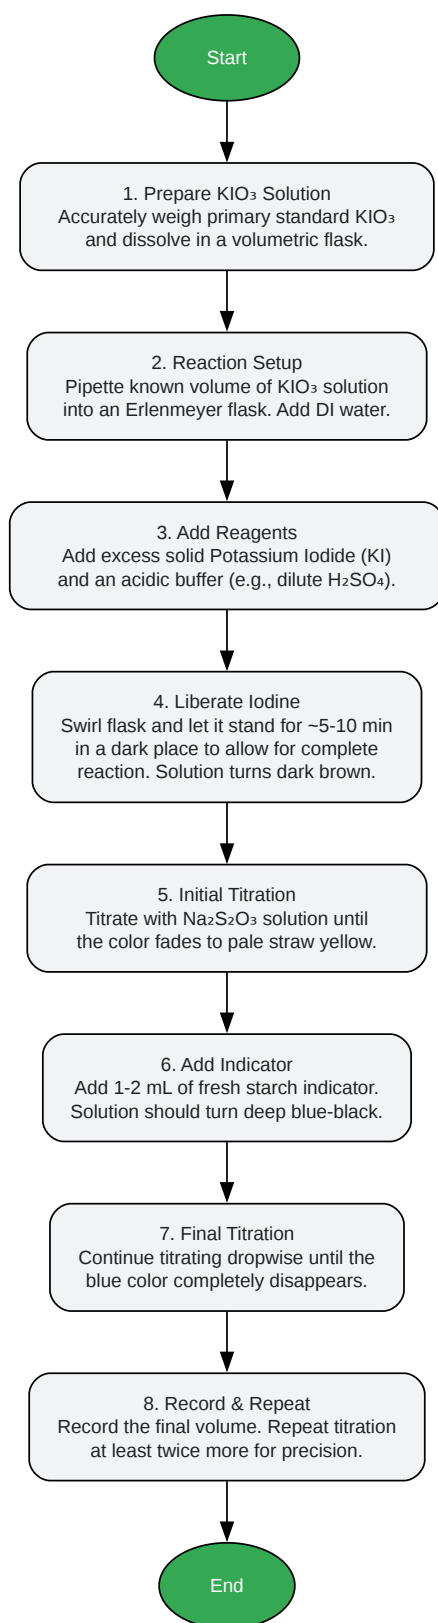 Start
1. Prepare KIO₃ Solution
Accurately weigh primary standard KIO₃
and dissolve in a volumetric flask.
2. Reaction Setup
Pipette known volume of KIO₃ solution
into an Erlenmeyer flask. Add DI water.
3. Add Reagents
Add excess solid Potassium Iodide (KI)
and an acidic buffer (e.g., dilute H₂SO₄).
4. Liberate Iodine
Swirl flask and let it stand for ~5-10 min
in a dark place to allow for complete
reaction. Solution turns dark brown.
5. Initial Titration
Titrate with Na₂S₂O₃ solution until
the color fades to pale straw yellow.
6. Add Indicator
Add 1-2 mL of fresh starch indicator.
Solution should turn deep blue-black.
7. Final Titration
Continue titrating dropwise until the
blue color completely disappears.
8. Record & Repeat
Record the final volume. Repeat titration
at least twice more for precision.
End